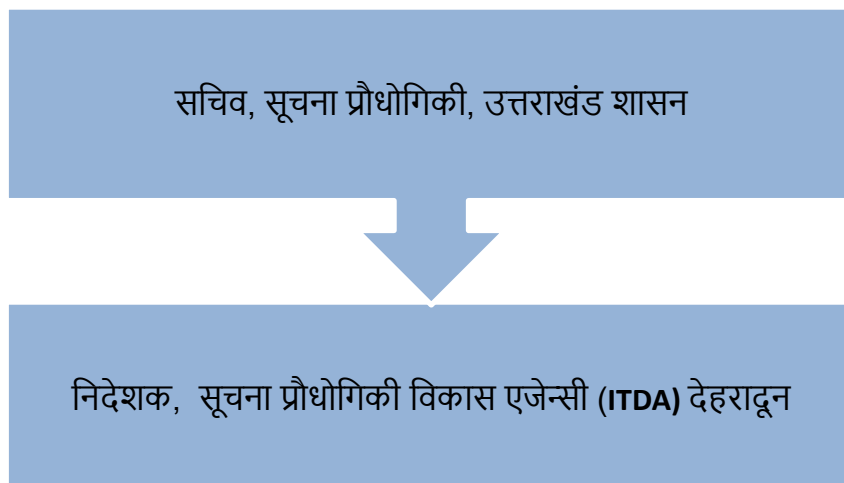 सचिव, सूचना प्रौधोगिकी, उत्तराखंड शासन
निदेशक, सूचना प्रौधोगिकी विकास एजेन्सी (ITDA) देहरादून